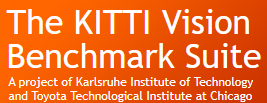 The KITTI Vision
Benchmark Suite
A project of Karlsruhe Institute of Technology
and Toyota Technological Institute at Chicago